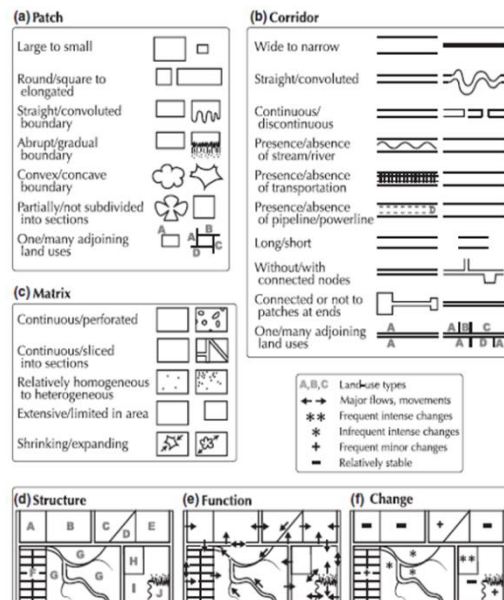 (a) Patch
Large to small
Round/square to
elongated
Straight/convoluted
boundary
Abrupt/gradual
boundary
Convex/concave
boundary
Partially/not subdivided
into sections
One/many adjoining
land uses
A
A B C D
(b) Corridor
Wide to narrow
Straight/convoluted
Continuous/
discontinuous
Presence/absence
of stream/river
Presence/absence
of transportation
Presence/absence
of pipeline/powerline
Long/short
Without/with
connected nodes
Connected or not to
patches at ends
One/many adjoining
land uses
A A B C
A A D A
(c) Matrix
Continuous/perforated
Continuous/sliced
into sections
Relatively homogeneous
to heterogeneous
Extensive/limited in area
Shrinking/expanding
A,B,C Land-use types
←→ Major flows, movements
** Frequent intense changes
* Infrequent intense changes
+ Frequent minor changes
– Relatively stable
(d) Structure
A B C D E
G
F G G H
I J
(e) Function
(f) Change
– – + –
* **
* *
–